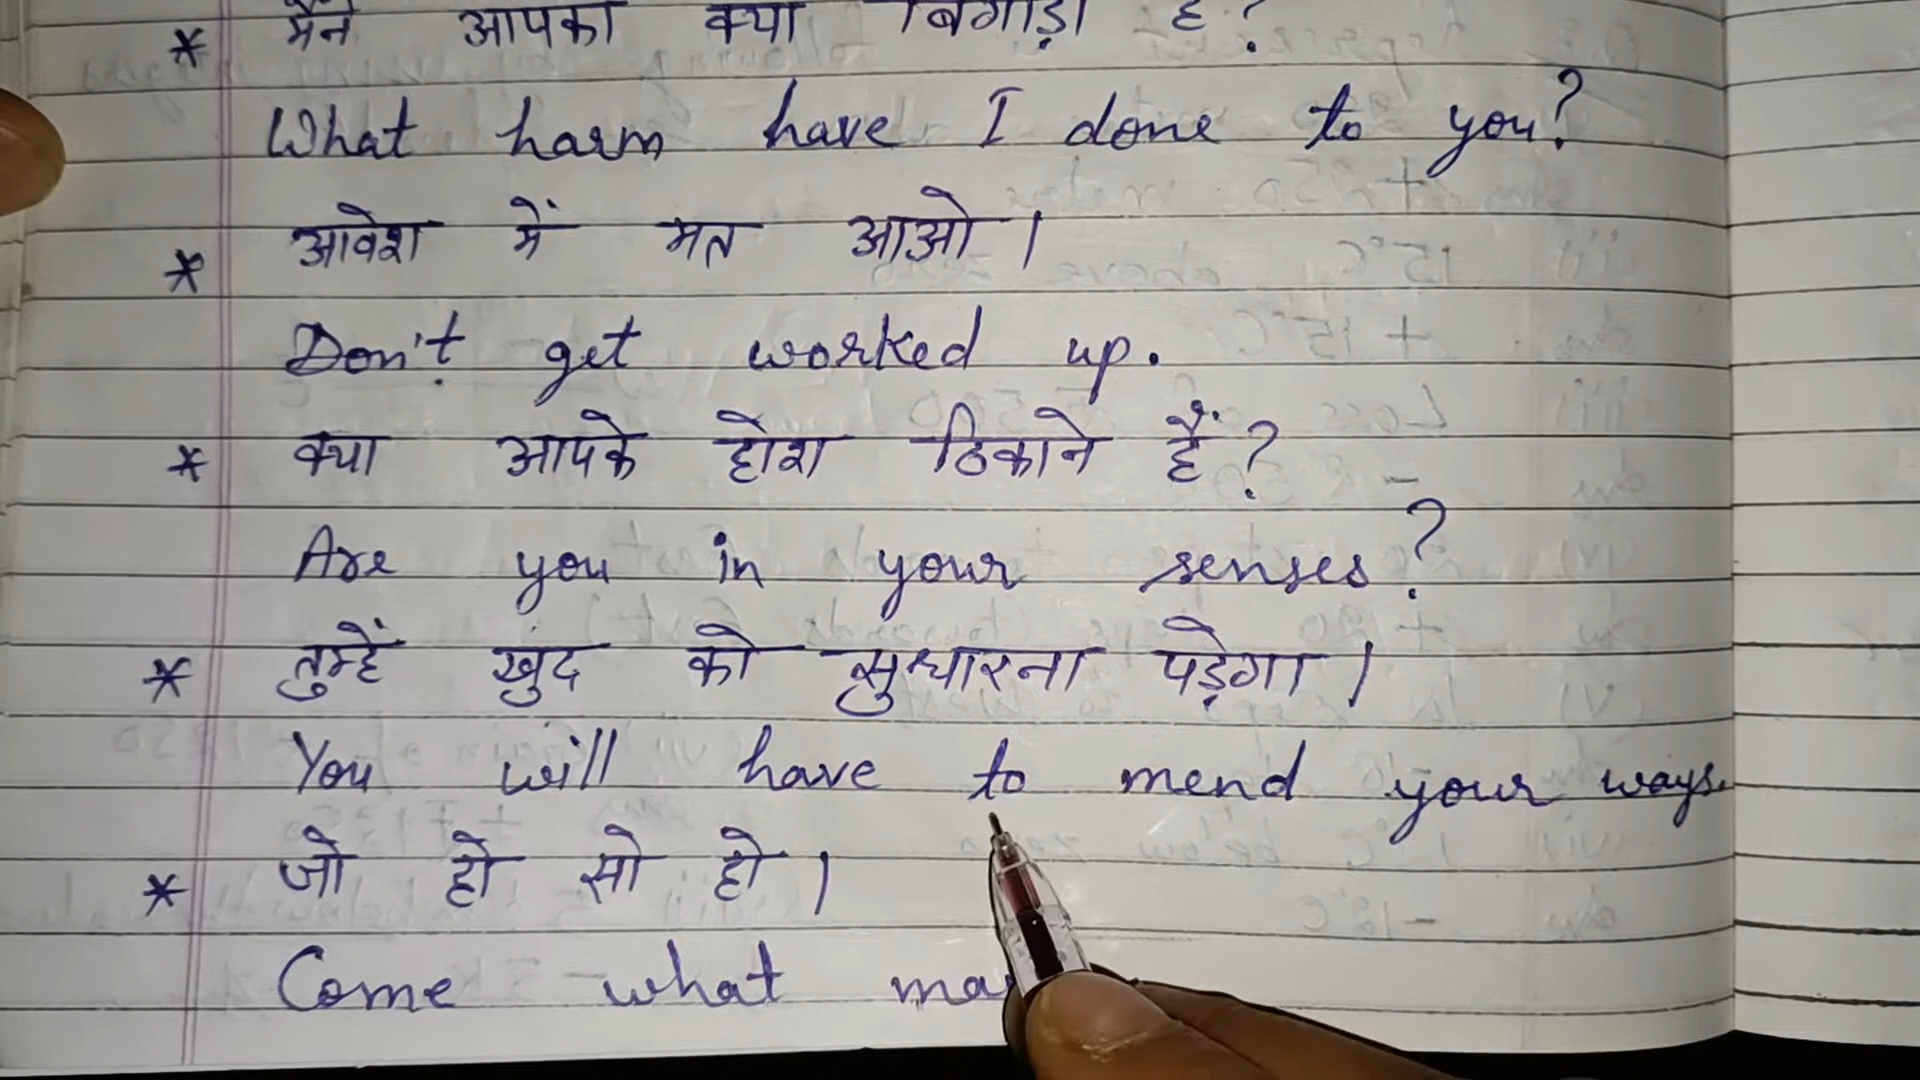 * मैंने आपका क्या बिगाड़ा है?
What harm have I done to you?
* आवेश में मत आओ।
Don't get worked up.
* क्या आपके होश ठिकाने हैं?
Are you in your senses?
* तुम्हें खुद को सुधारना पड़ेगा।
You will have to mend your ways.
* जो हो सो हो।
Come what